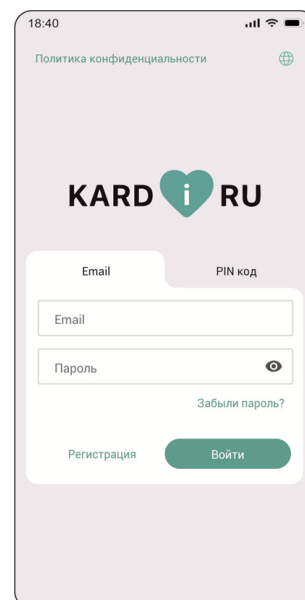 18:40
Политика конфиденциальности
KARD i RU
Email PIN код
Email
Пароль
Забыли пароль?
Регистрация Войти